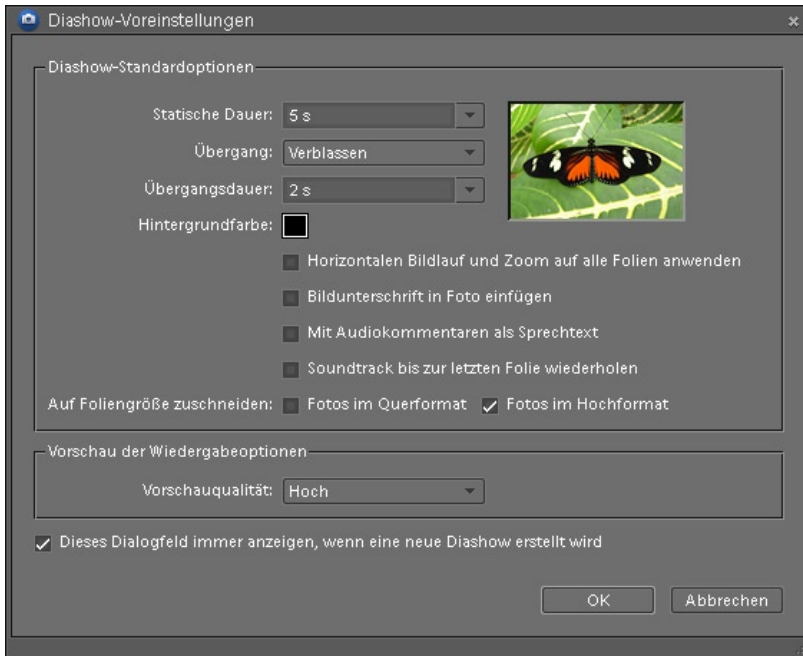 Diashow-Voreinstellungen
Diashow-Standardoptionen
Statische Dauer: 5 s
Übergang: Verblassen
Übergangsdauer: 2 s
Hintergrundfarbe:
Horizontalen Bildlauf und Zoom auf alle Folien anwenden
Bildunterschrift in Foto einfügen
Mit Audiokommentaren als Sprechtext
Soundtrack bis zur letzten Folie wiederholen
Auf Foliengröße zuschneiden: Fotos im Querformat Fotos im Hochformat
Vorschau der Wiedergabeoptionen
Vorschauqualität: Hoch
Dieses Dialogfeld immer anzeigen, wenn eine neue Diashow erstellt wird
OK Abbrechen